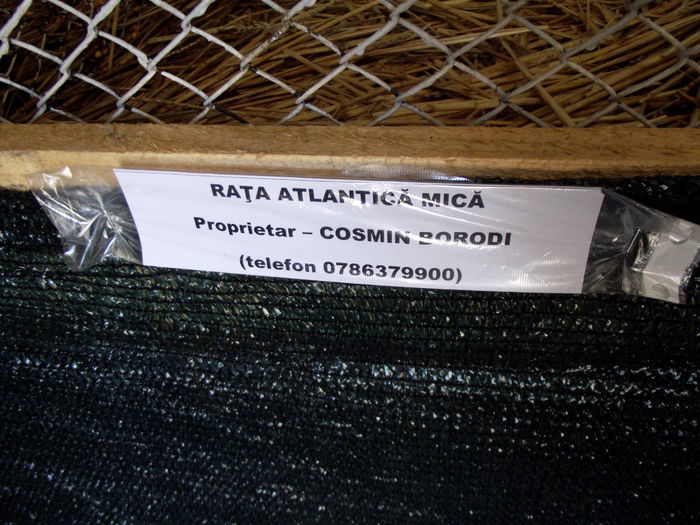 RAŢA ATLANTICĂ MICĂ
Proprietar – COSMIN BORODI
(telefon 0786379900)